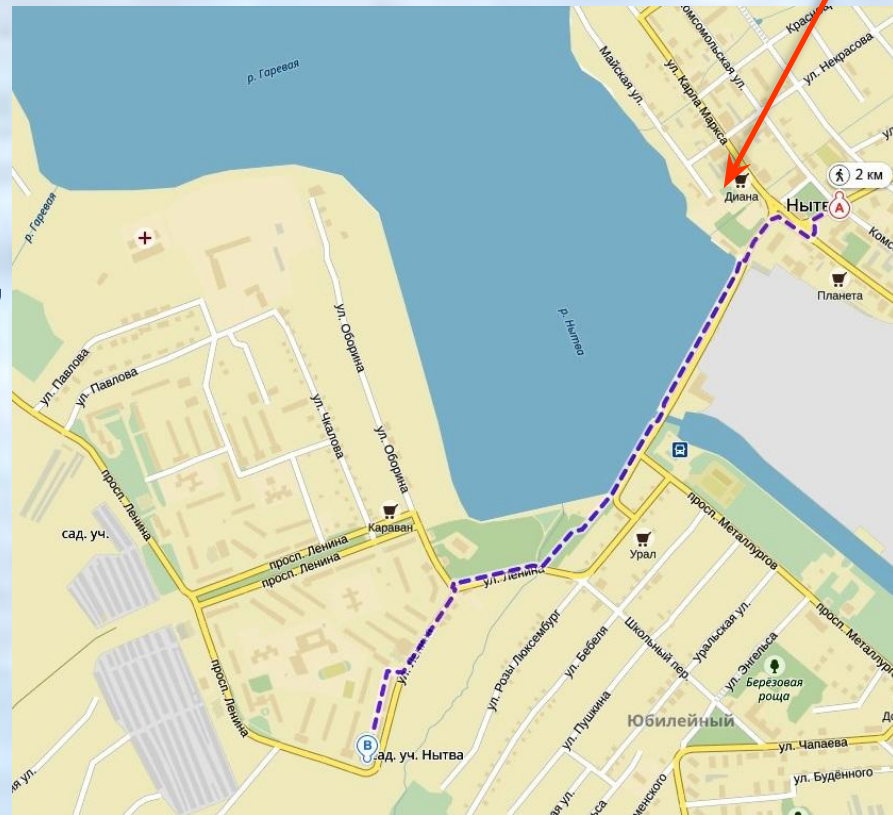 р. Гаревая
р. Гаревая
Майская ул.
Комсомольская ул.
ул. Некрасова
ул. Карла Маркса
Диана
2 км
A
Планета
р. Нытва
ул. Оборина
ул. Павлова
ул. Павлова
ул. Чкалова
ул. Оборина
просп. Ленина
сад. уч.
Караван
просп. Ленина
просп. Ленина
просп. Металлургов
Урал
ул. Ленина
Школьный пер.
уральская ул.
ул. Энгельса
просп. Металлургов
ул. Розы Люксембург
ул. Бебеля
ул. Пушкина
Берёзовая
роща
Юбилейный
просп. Ленина
B
сад. уч. Нытва
ул. Чапаева
ул. Будённого